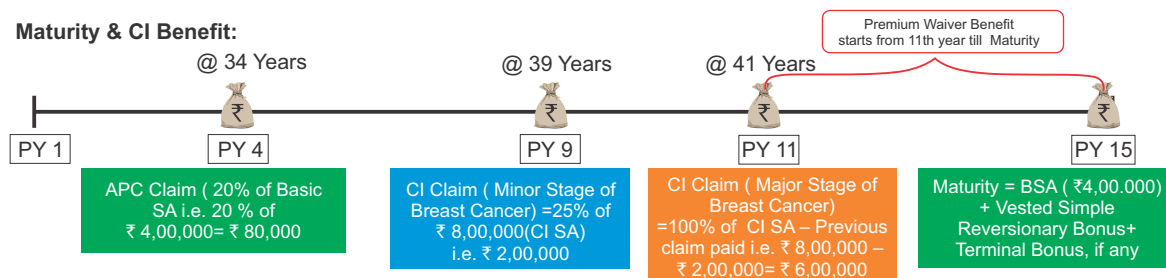 Premium Waiver Benefit
starts from 11th year till Maturity
Maturity & CI Benefit:
@ 34 Years
@ 39 Years
@ 41 Years
₹
₹
₹
₹
PY 1
PY 4
PY 9
PY 11
PY 15
APC Claim ( 20% of Basic
SA i.e. 20 % of
₹ 4,00,000= ₹ 80,000
CI Claim ( Minor Stage of
Breast Cancer) =25% of
₹ 8,00,000(CI SA)
i.e. ₹ 2,00,000
CI Claim ( Major Stage of
Breast Cancer)
=100% of CI SA – Previous
claim paid i.e. ₹ 8,00,000 –
₹ 2,00,000= ₹ 6,00,000
Maturity = BSA ( ₹4,00.000)
+ Vested Simple
Reversionary Bonus+
Terminal Bonus, if any